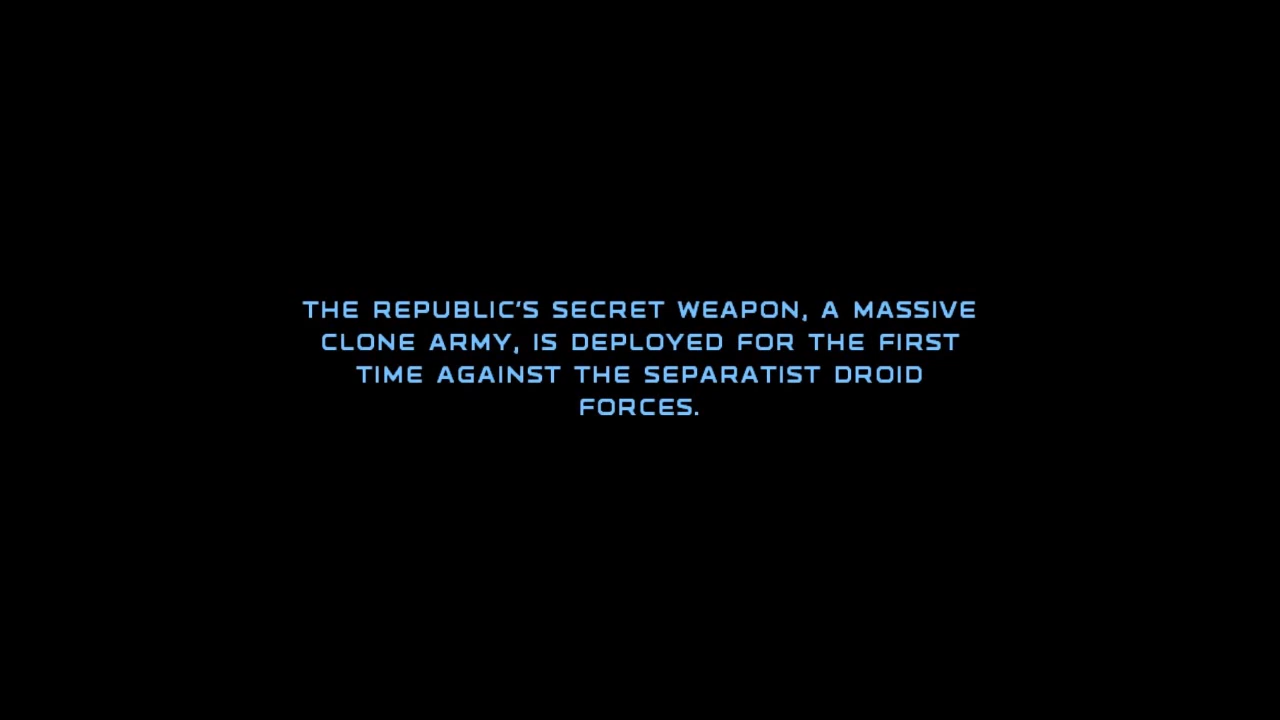 THE REPUBLIC'S SECRET WEAPON, A MASSIVE
CLONE ARMY, IS DEPLOYED FOR THE FIRST
TIME AGAINST THE SEPARATIST DROID
FORCES.